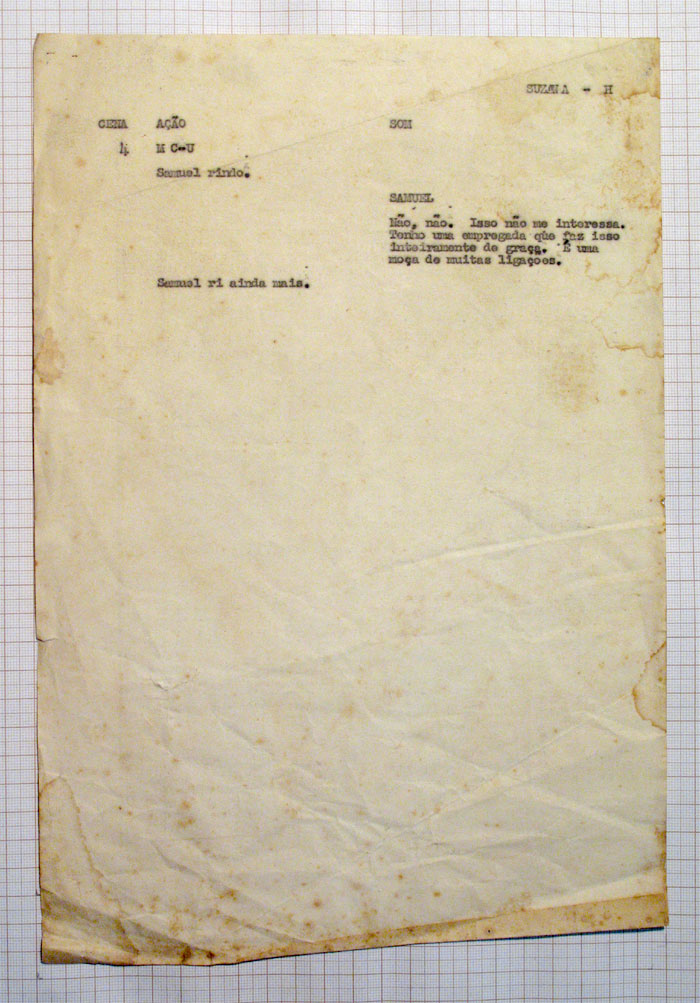 SUZANA - H
CENA AÇÃO SOM
4. M C-U
Samuel rindo.
SAMUEL
Não, não. Isso não me interessa.
Tenho uma empregada que faz isso
inteiramente de graça. É uma
moça de muitas ligações.
Samuel ri ainda mais.